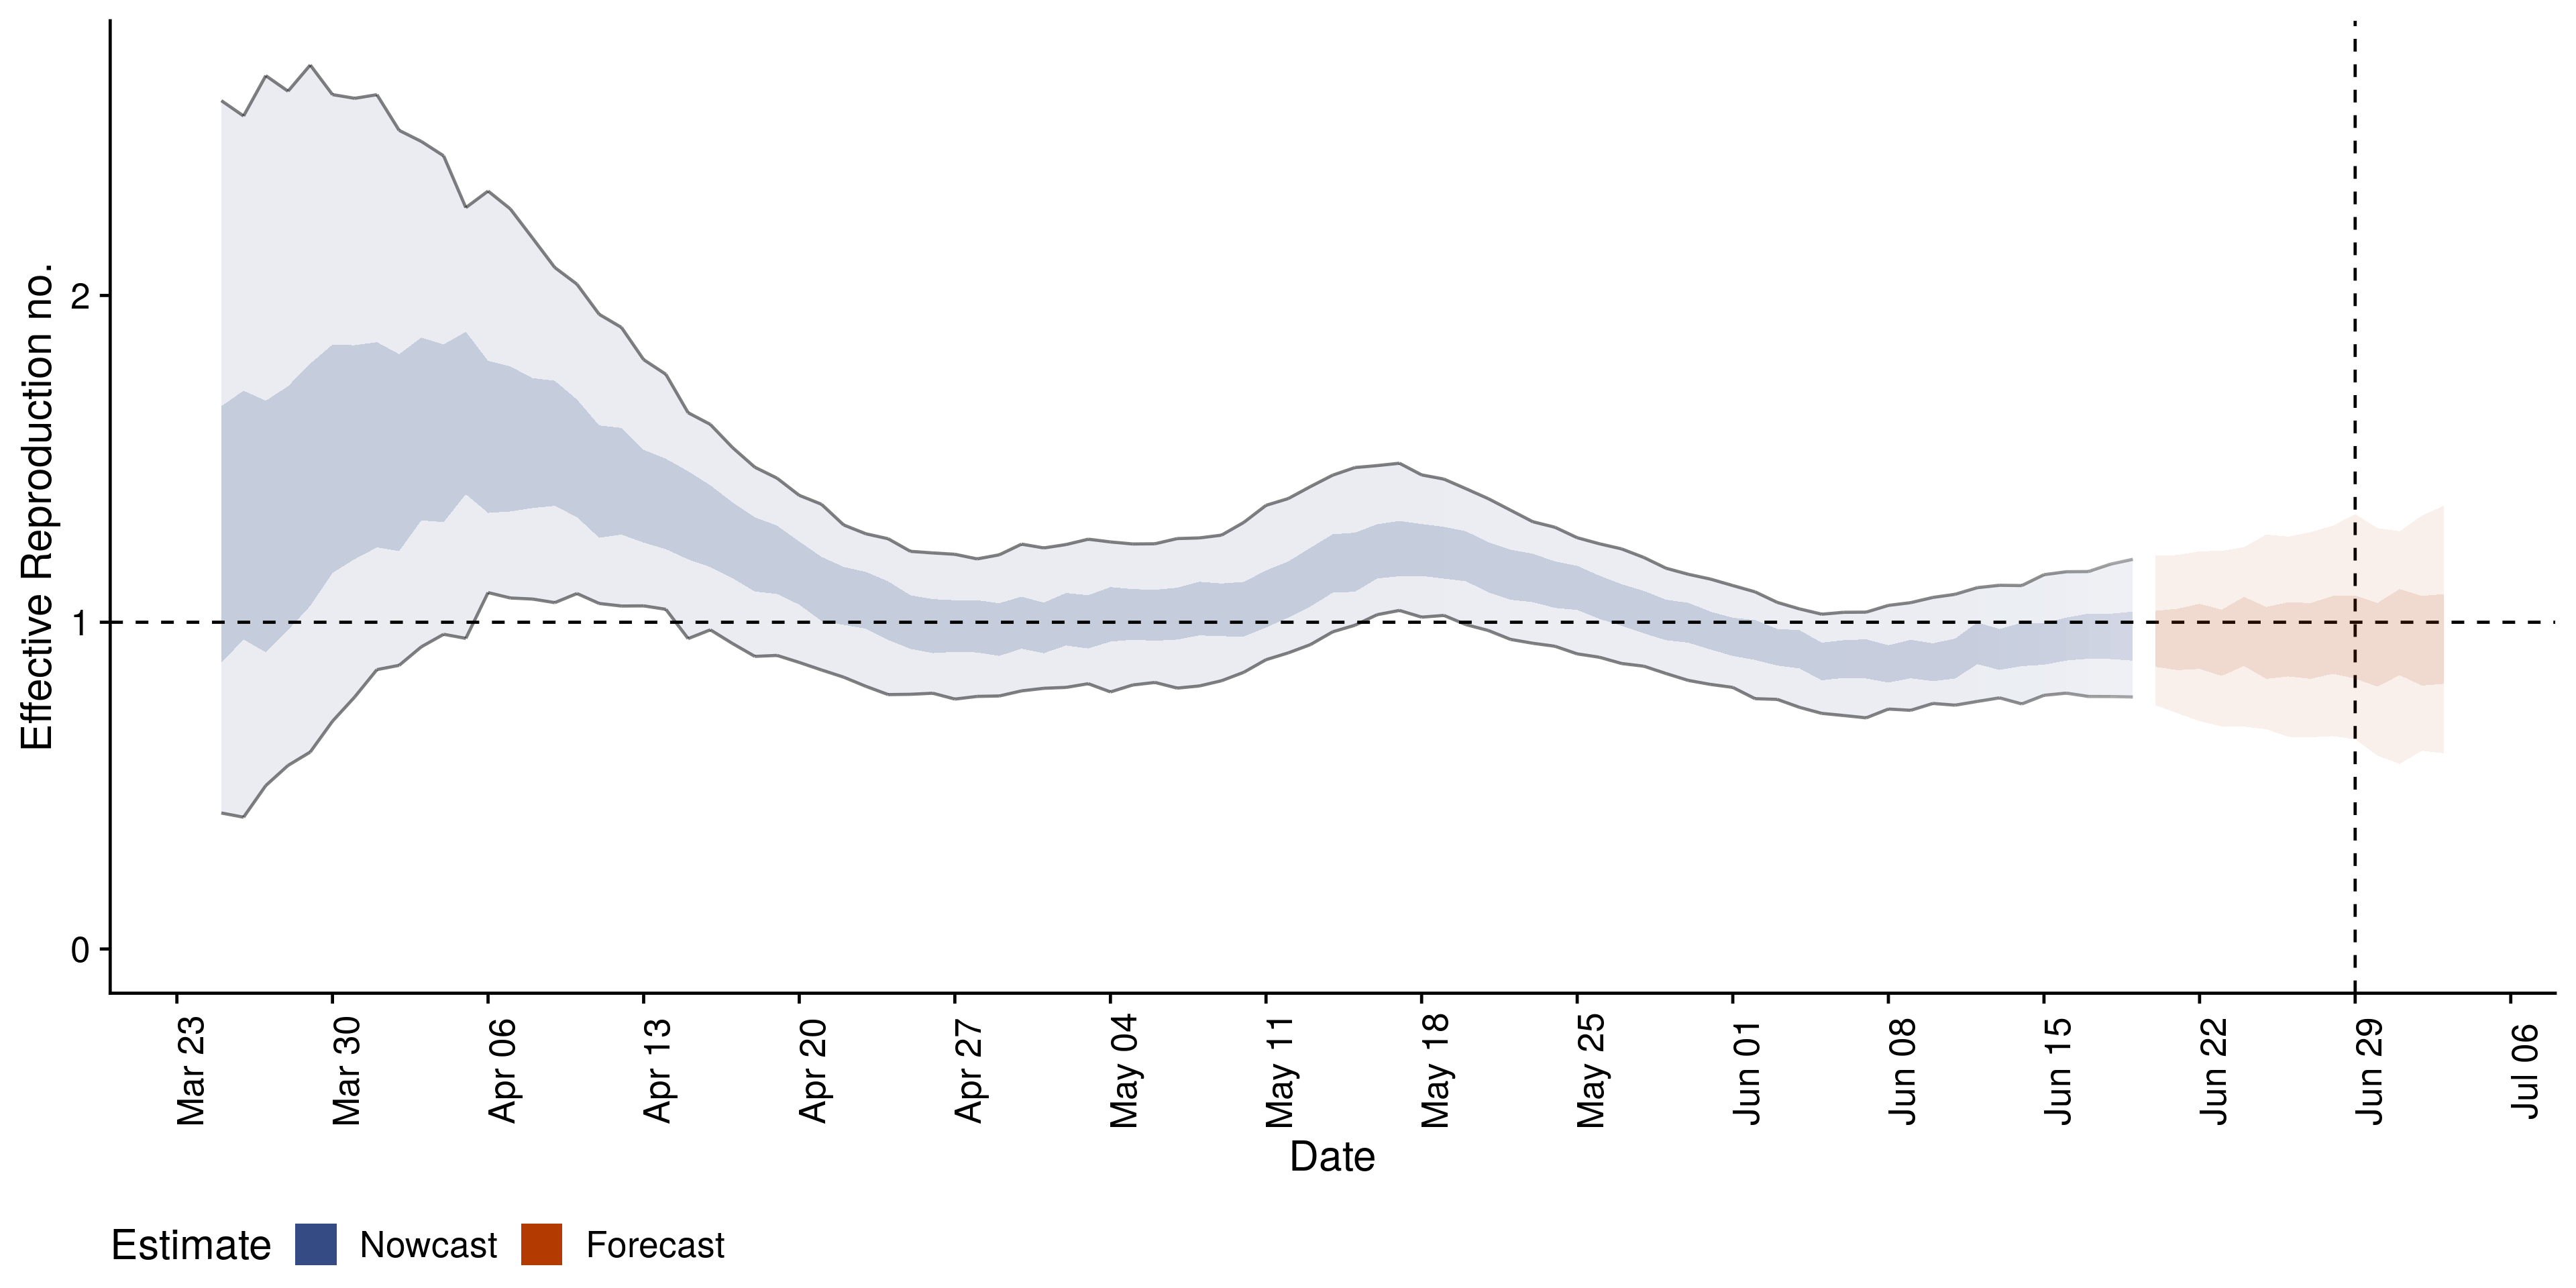 Effective Reproduction no.
2
1
0
Mar 23
Mar 30
Apr 06
Apr 13
Apr 20
Apr 27
May 04
May 11
May 18
May 25
Jun 01
Jun 08
Jun 15
Jun 22
Jun 29
Jul 06
Date
Estimate Nowcast Forecast